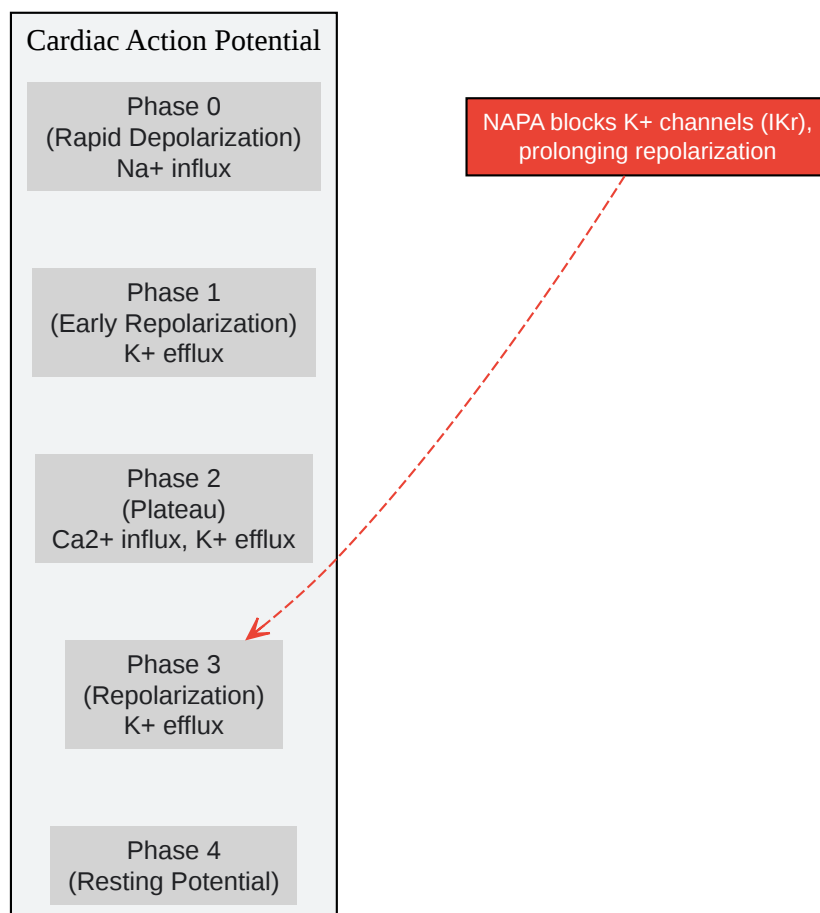 Cardiac Action Potential
Phase 0
(Rapid Depolarization)
Na+ influx
NAPA blocks K+ channels (IKr),
prolonging repolarization
Phase 1
(Early Repolarization)
K+ efflux
Phase 2
(Plateau)
Ca2+ influx, K+ efflux
Phase 3
(Repolarization)
K+ efflux
Phase 4
(Resting Potential)